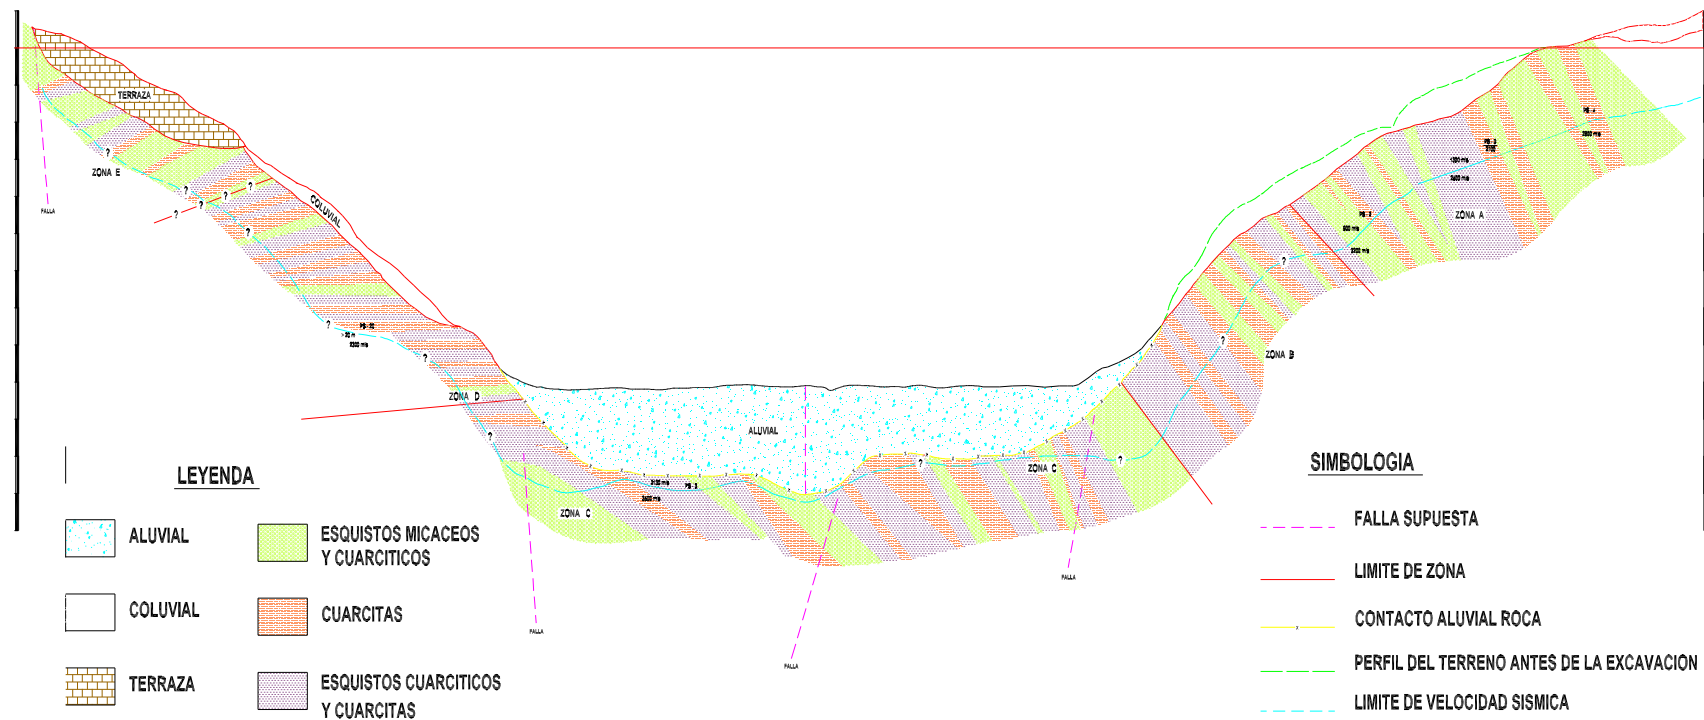 TERRAZA
ZONA E
FALLA
COLUVIAL
ZONA A
ZONA B
ZONA D
ALUVIAL
ZONA C
ZONA C
FALLA
FALLA
FALLA
1200 m/s
2300 m/s
?
?
?
?
?
?
?
?
?
?
?
?
?
?
LEYENDA
ALUVIAL
COLUVIAL
TERRAZA
ESQUISTOS MICACEOS
Y CUARCITICOS
CUARCITAS
ESQUISTOS CUARCITICOS
Y CUARCITAS
SIMBOLOGIA
FALLA SUPUESTA
LIMITE DE ZONA
CONTACTO ALUVIAL ROCA
PERFIL DEL TERRENO ANTES DE LA EXCAVACION
LIMITE DE VELOCIDAD SISMICA